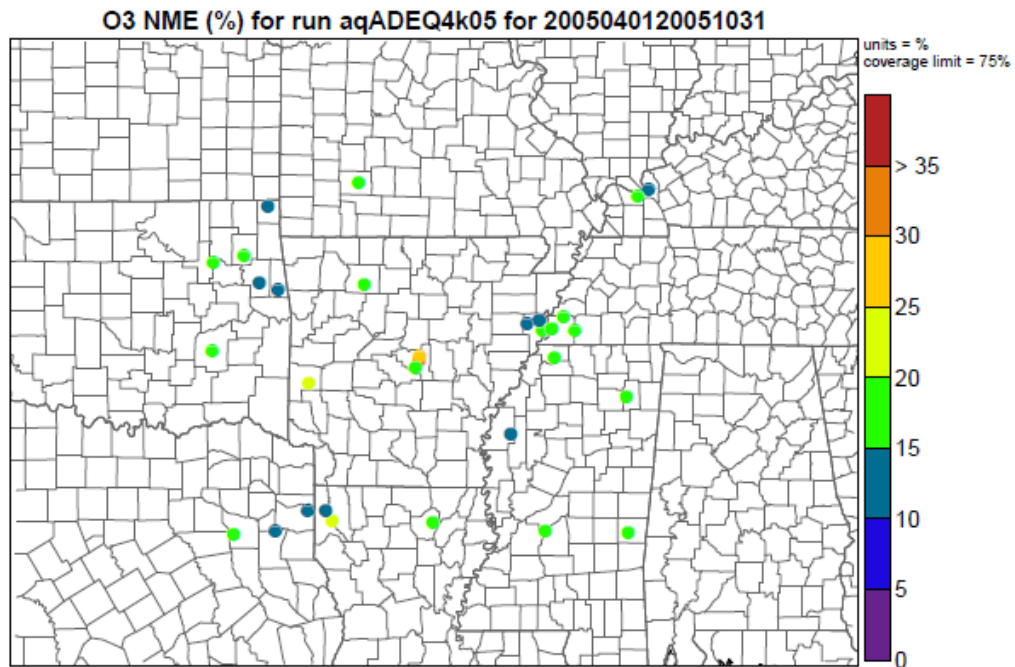 O3 NME (%) for run aqADEQ4k05 for 2005040120051031
units = %
coverage limit = 75%
> 35
30
25
20
15
10
5
0